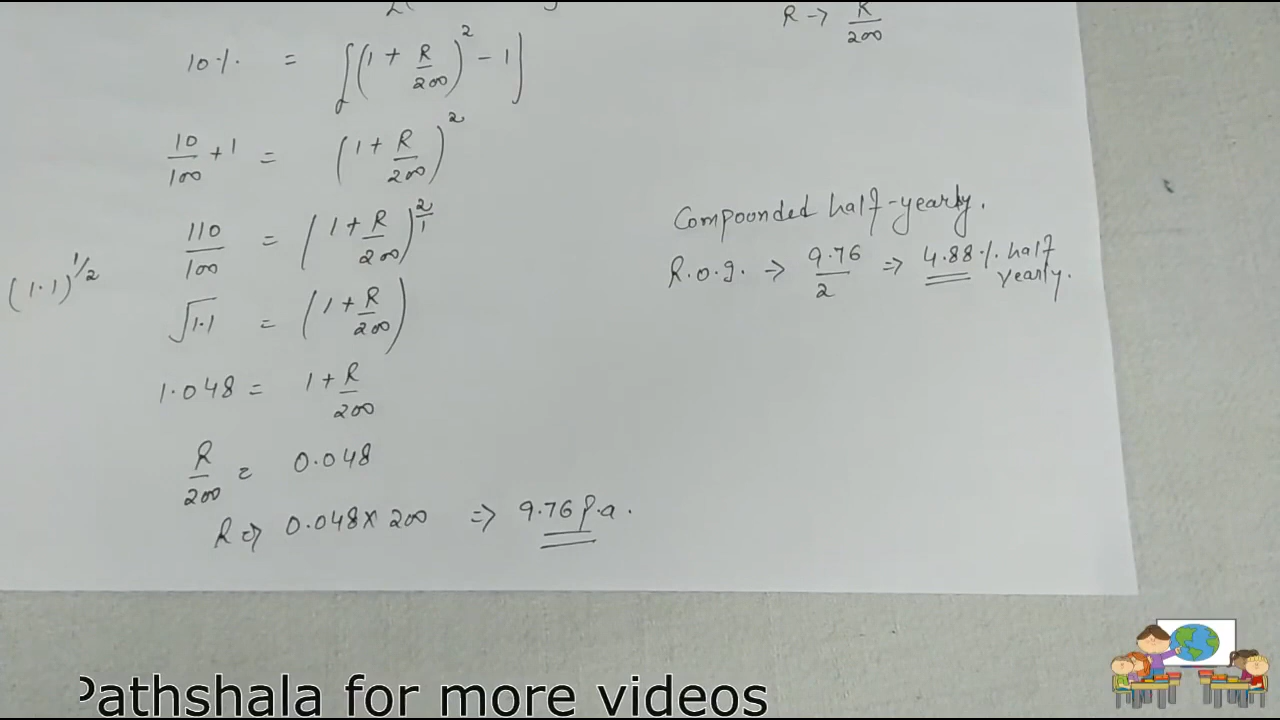 R → R/200
10% = [(1 + R/200)² - 1]
10/100 + 1 = (1 + R/200)²
110/100 = (1 + R/200)^2/1
(1.1)^1/2
√1.1 = (1 + R/200)
1.048 = 1 + R/200
R/200 = 0.048
R ⇒ 0.048 × 200 ⇒ 9.76 p.a.
Compounded half-yearly.
R.o.g. → 9.76/2 ⇒ 4.88% half yearly.
Pathshala for more videos